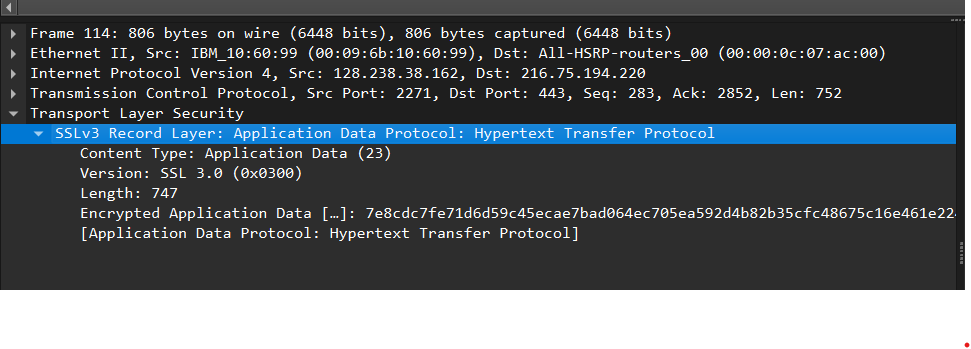 Frame 114: 806 bytes on wire (6448 bits), 806 bytes captured (6448 bits)
Ethernet II, Src: IBM_10:60:99 (00:09:6b:10:60:99), Dst: All-HSRP-routers_00 (00:00:0c:07:ac:00)
Internet Protocol Version 4, Src: 128.238.38.162, Dst: 216.75.194.220
Transmission Control Protocol, Src Port: 2271, Dst Port: 443, Seq: 283, Ack: 2852, Len: 752
Transport Layer Security
SSLv3 Record Layer: Application Data Protocol: Hypertext Transfer Protocol
Content Type: Application Data (23)
Version: SSL 3.0 (0x0300)
Length: 747
Encrypted Application Data […]: 7e8cdc7fe71d6d59c45ecae7bad064ec705ea592d4b82b35cfc48675c16e461e224
[Application Data Protocol: Hypertext Transfer Protocol]